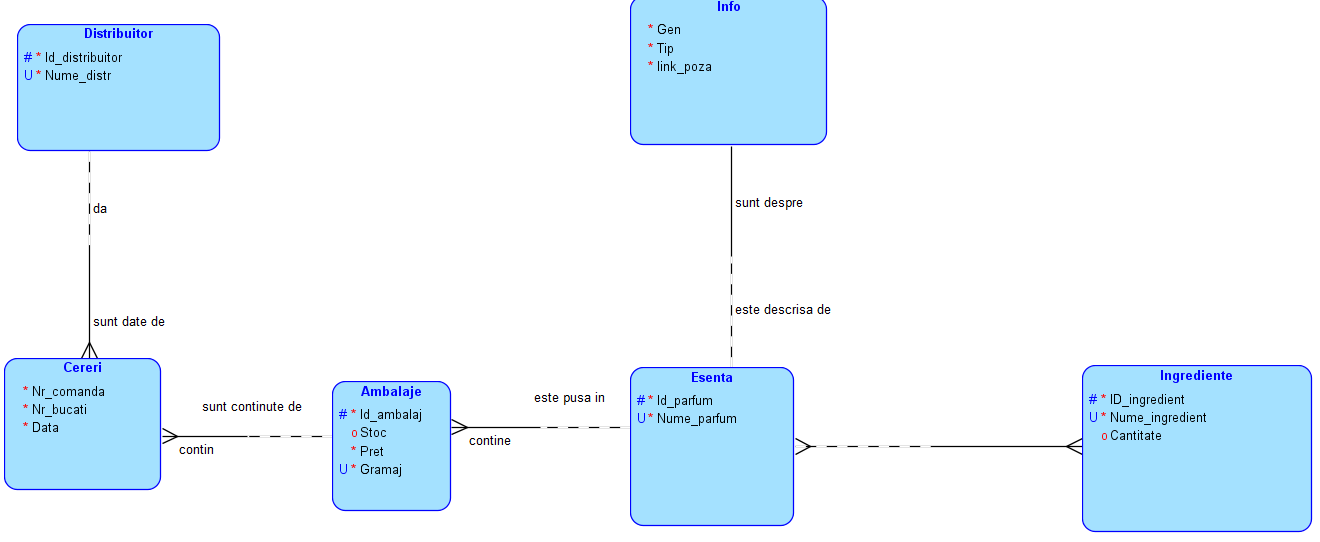 Distribuitor
# * Id_distribuitor
U * Nume_distr
Info
* Gen
* Tip
* link_poza
da
sunt date de
sunt despre
este descrisa de
Cereri
* Nr_comanda
* Nr_bucati
* Data
sunt continute de
contin
Ambalaje
# * Id_ambalaj
o Stoc
* Pret
U * Gramaj
este pusa in
contine
Esenta
# * Id_parfum
U * Nume_parfum
Ingrediente
# * ID_ingredient
U * Nume_ingredient
o Cantitate